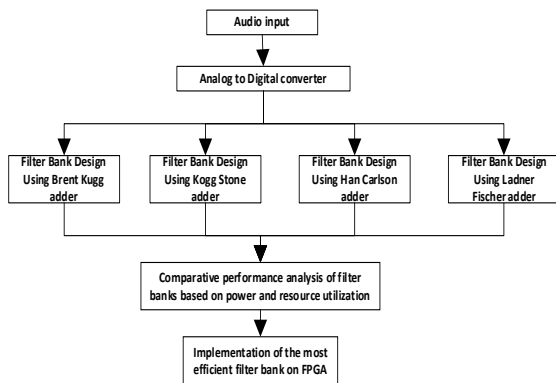 Audio input
Analog to Digital converter
Filter Bank Design
Using Brent Kugg
adder
Filter Bank Design
Using Kogg Stone
adder
Filter Bank Design
Using Han Carlson
adder
Filter Bank Design
Using Ladner
Fischer adder
Comparative performance analysis of filter
banks based on power and resource utilization
Implementation of the most
efficient filter bank on FPGA